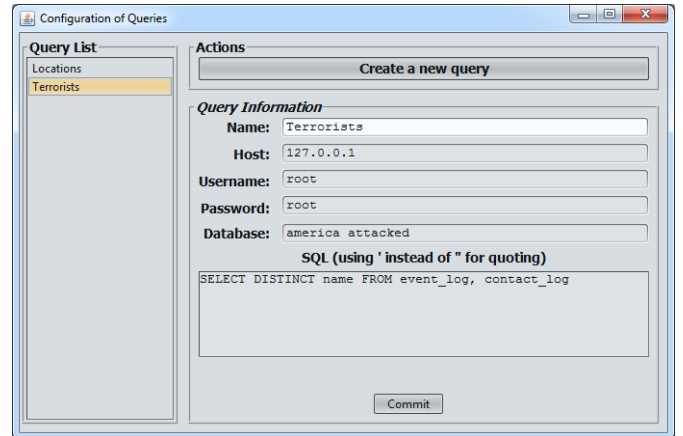 Configuration of Queries
Query List
Locations
Terrorists
Actions
Create a new query
Query Information
Name: Terrorists
Host: 127.0.0.1
Username: root
Password: root
Database: america attacked
SQL (using ' instead of " for quoting)
SELECT DISTINCT name FROM event_log, contact_log
Commit